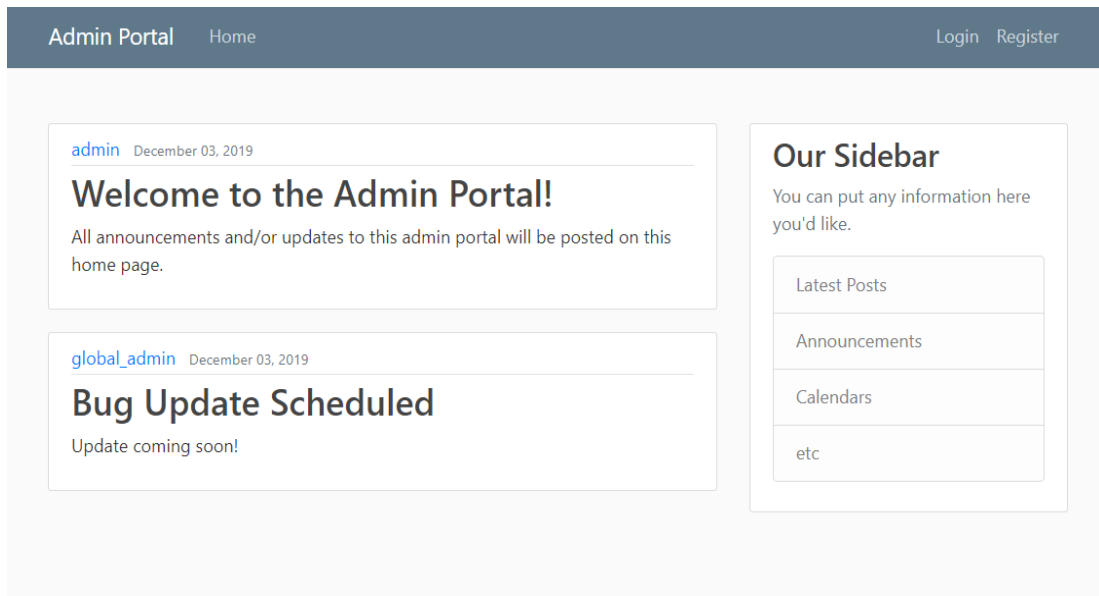 Admin Portal Home Login Register
admin December 03, 2019
Welcome to the Admin Portal!
All announcements and/or updates to this admin portal will be posted on this
home page.
global_admin December 03, 2019
Bug Update Scheduled
Update coming soon!
Our Sidebar
You can put any information here
you'd like.
Latest Posts
Announcements
Calendars
etc